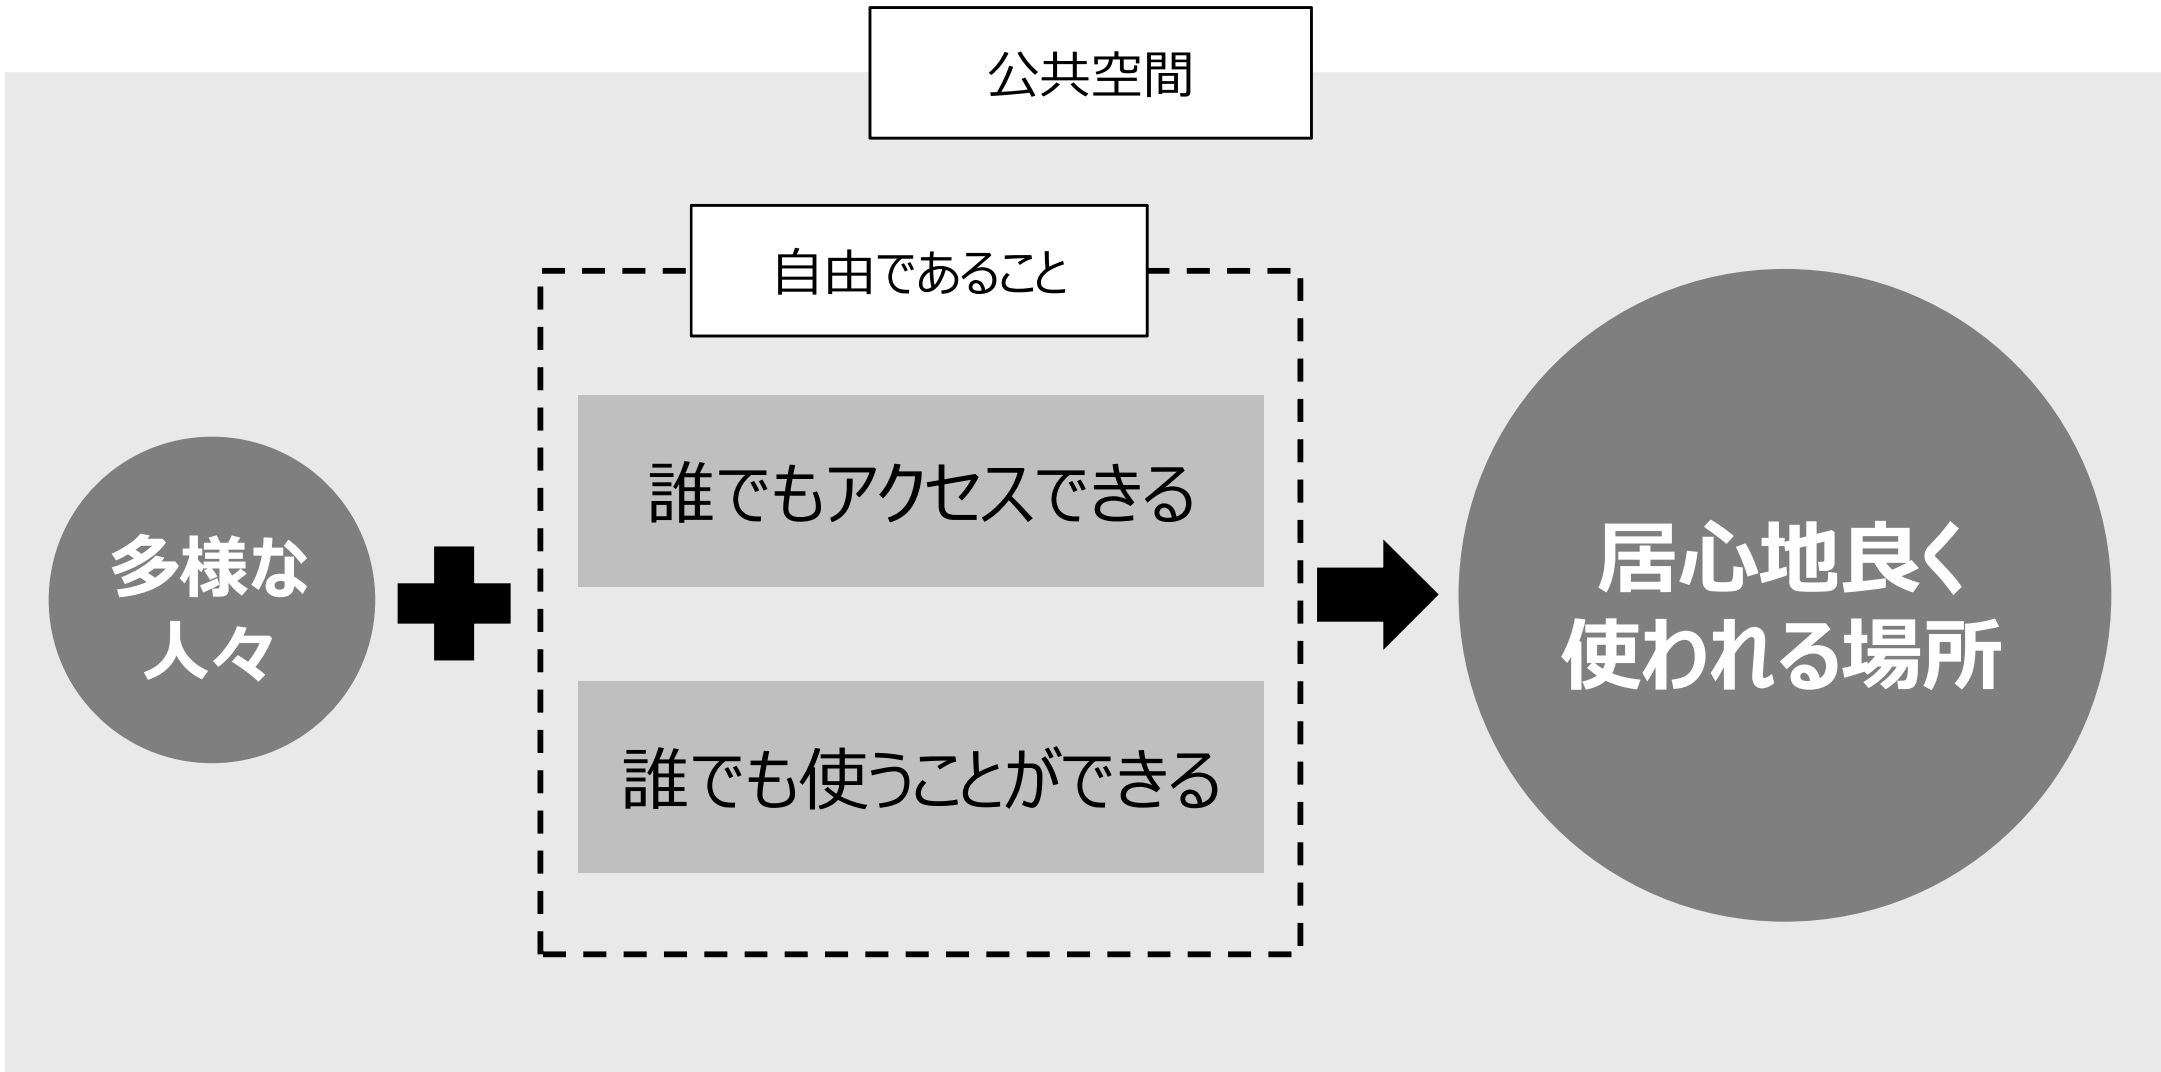 公共空間
自由であること
誰でもアクセスできる
多様な
人々
誰でも使うことができる
居心地良く
使われる場所